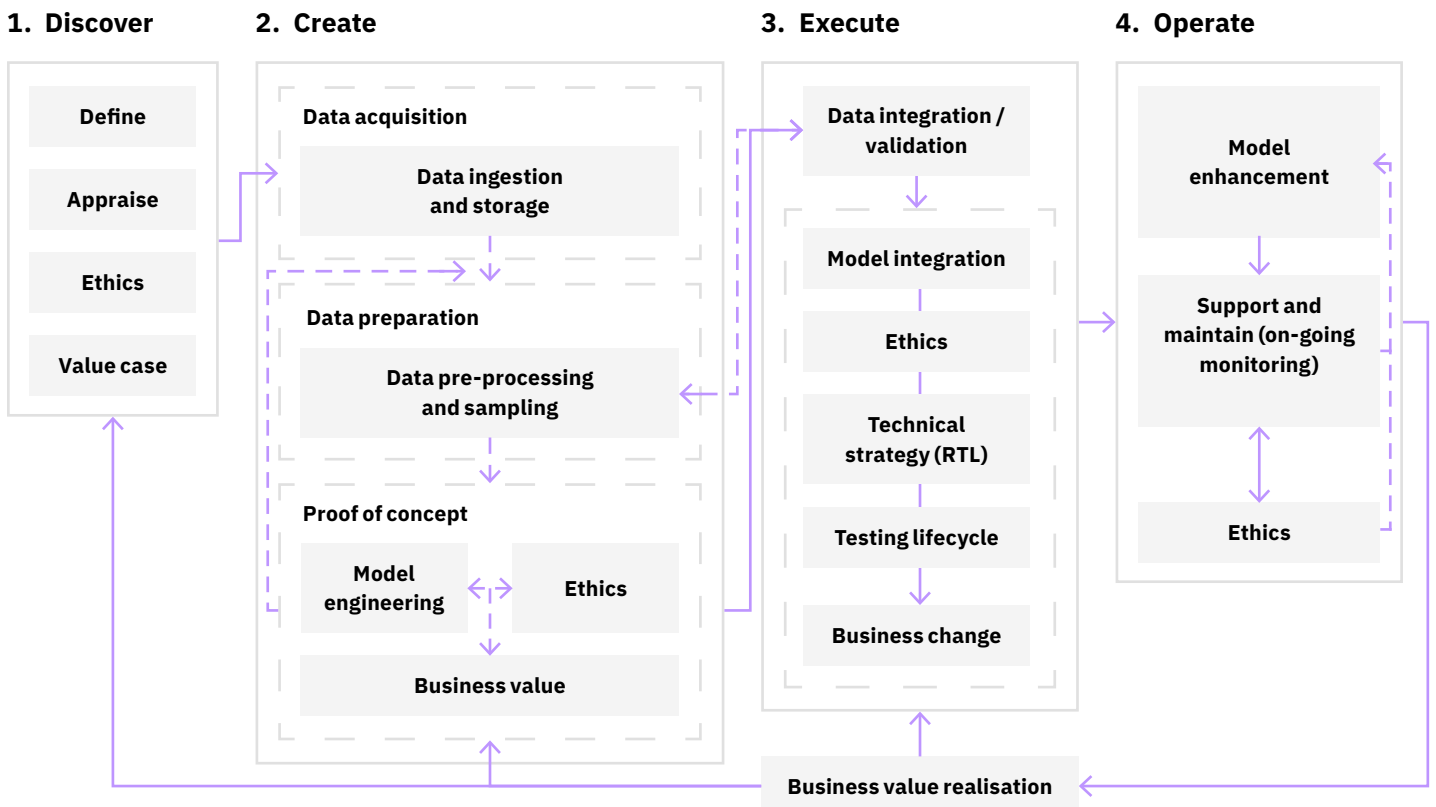 1. Discover
Define
Appraise
Ethics
Value case
2. Create
Data acquisition
Data ingestion
and storage
Data preparation
Data pre-processing
and sampling
Proof of concept
Model
engineering
Ethics
Business value
3. Execute
Data integration /
validation
Model integration
Ethics
Technical
strategy (RTL)
Testing lifecycle
Business change
4. Operate
Model
enhancement
Support and
maintain (on-going
monitoring)
Ethics
Business value realisation